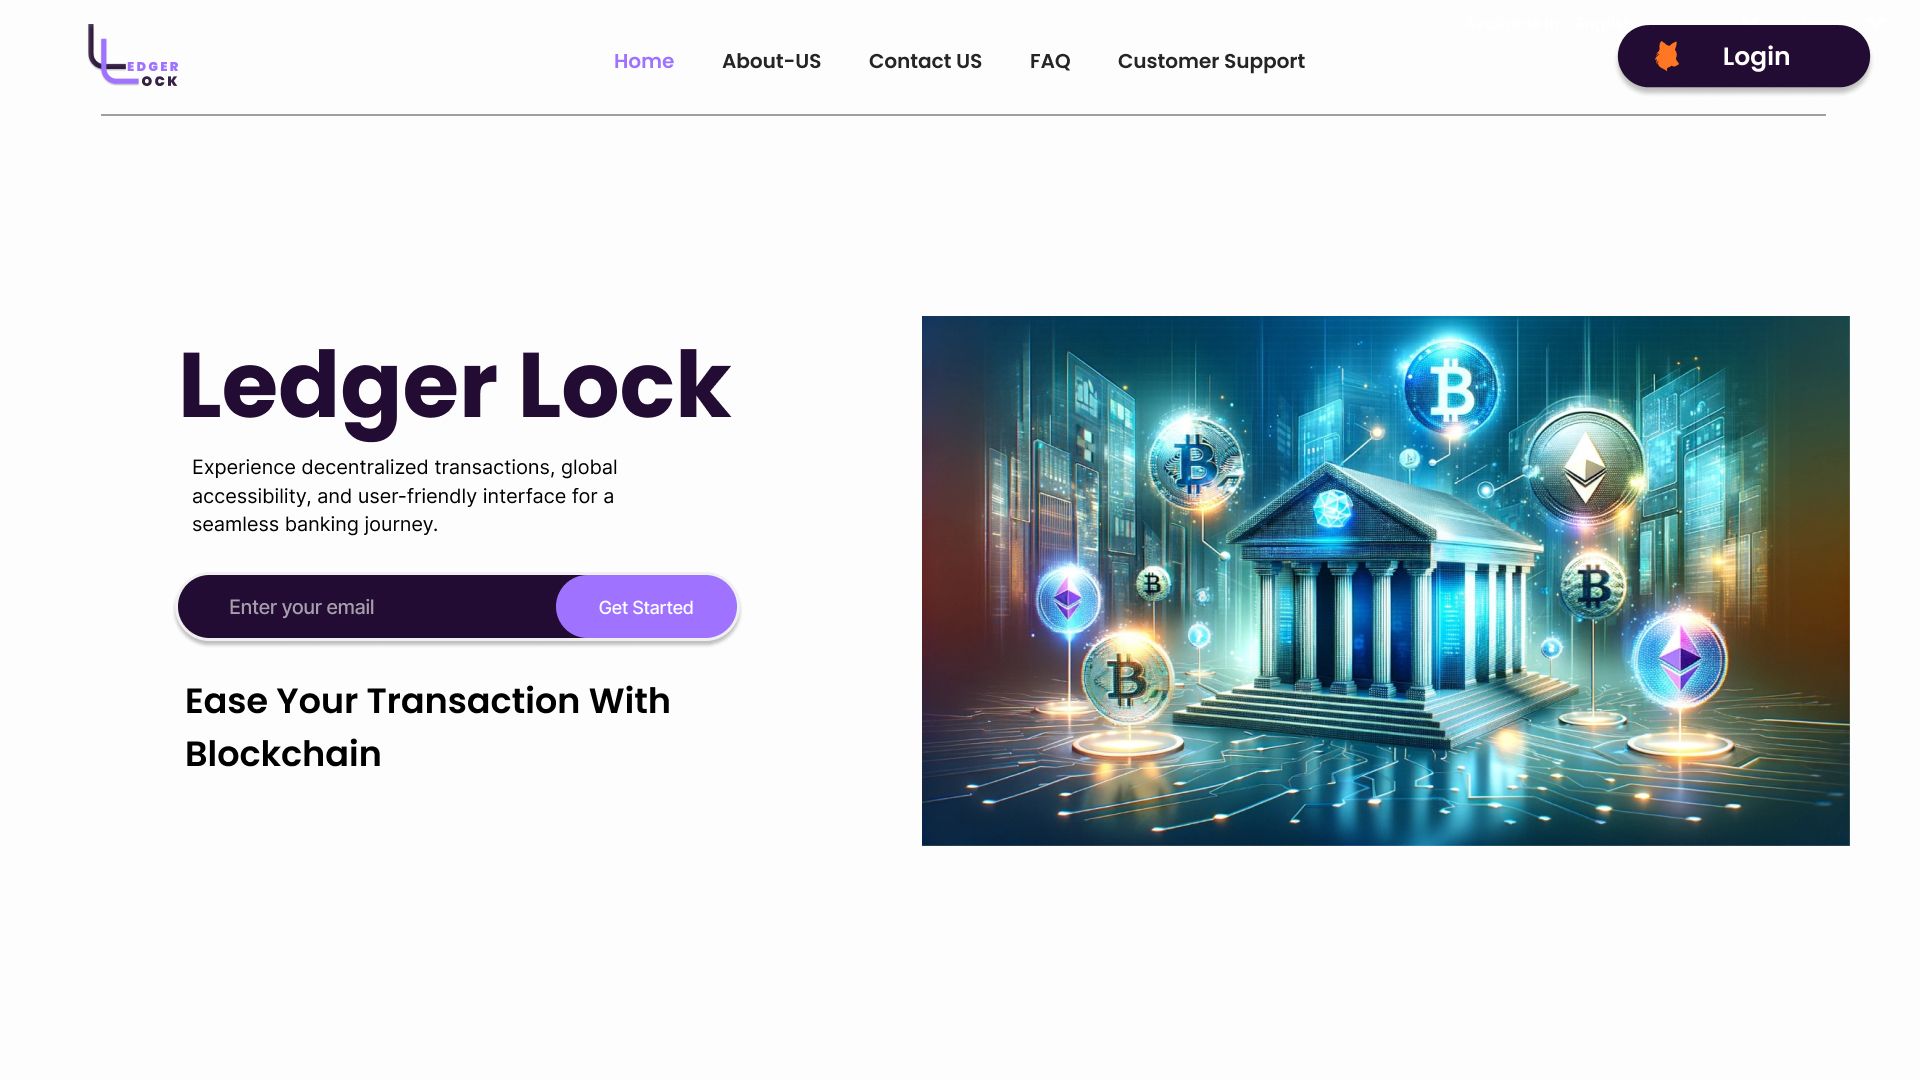 LEDGER
LOCK
Home
About-US
Contact US
FAQ
Customer Support
Login
Ledger Lock
Experience decentralized transactions, global
accessibility, and user-friendly interface for a
seamless banking journey.
Enter your email
Get Started
Ease Your Transaction With
Blockchain